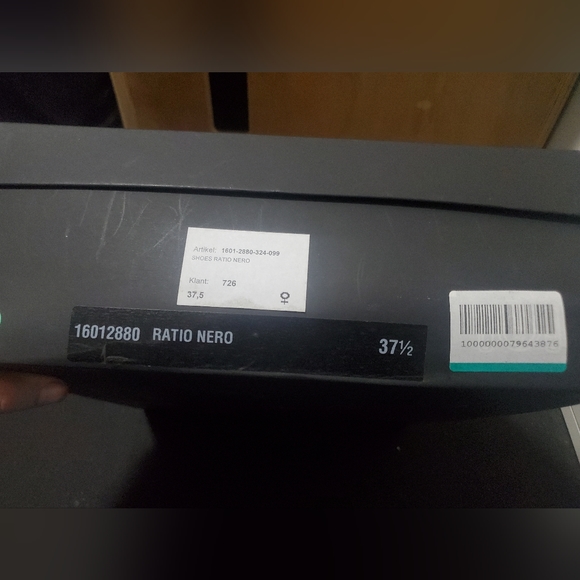 Artikel: 1601-2880-324-099
SHOES RATIO NERO
Klant: 726
37,5
16012880 RATIO NERO 37½
1000000079643876